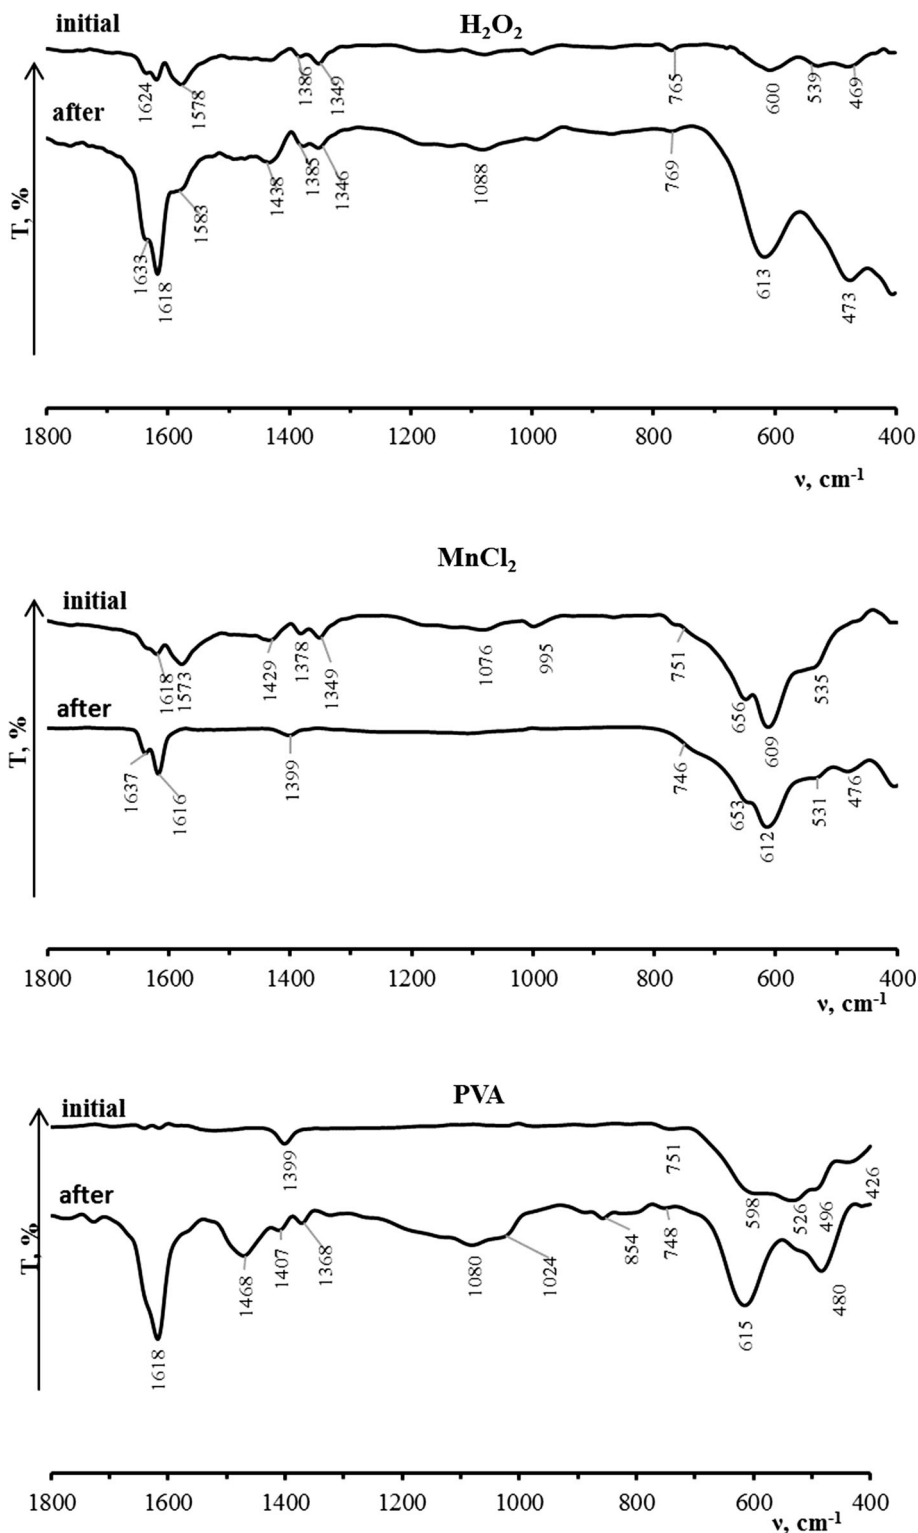 H₂O₂
initial
1624
1578
1386
1349
765
600
539
469
after
1633
1618
1583
1438
1385
1346
1088
769
613
473
T, %
1800 1600 1400 1200 1000 800 600 400
ν, cm⁻¹
MnCl₂
initial
1618
1573
1429
1378
1349
1076
995
751
656
609
535
after
1637
1616
1399
746
653
612
531
476
T, %
1800 1600 1400 1200 1000 800 600 400
ν, cm⁻¹
PVA
initial
1399
751
598
526
496
426
after
1618
1468
1407
1368
1080
1024
854
748
615
480
T, %
1800 1600 1400 1200 1000 800 600 400
ν, cm⁻¹